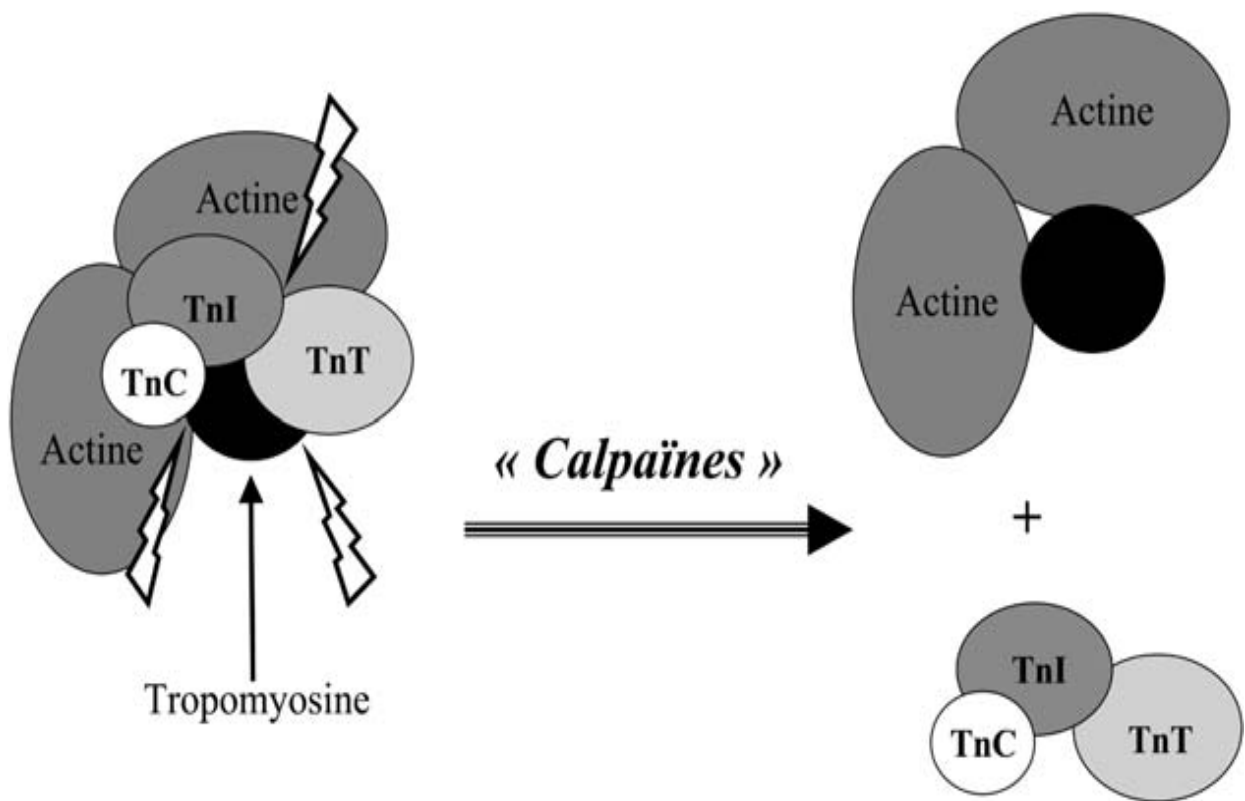 Actine
TnI
TnC
TnT
Actine
Tropomyosine
« Calpaïnes »
Actine
Actine
+
TnI
TnC
TnT